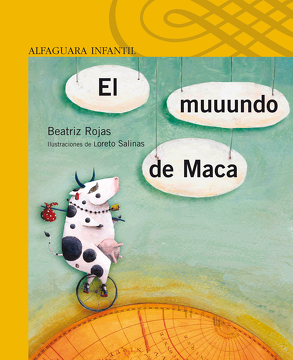 ALFAGUARA INFANTIL
El
muuundo
de Maca
Beatriz Rojas
Ilustraciones de Loreto Salinas